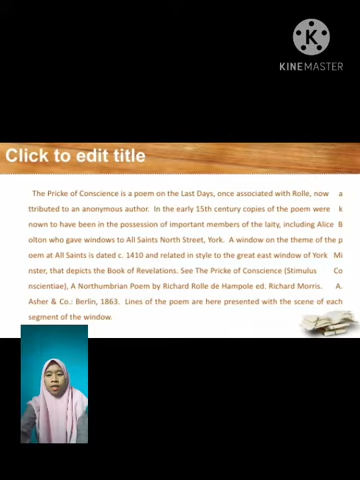 K
KINEMASTER
Click to edit title
The Pricke of Conscience is a poem on the Last Days, once associated with Rolle, now a
ttributed to an anonymous author. In the early 15th century copies of the poem were k
nown to have been in the possession of important members of the laity, including Alice B
olton who gave windows to All Saints North Street, York. A window on the theme of the p
oem at All Saints is dated c. 1410 and related in style to the great east window of York Mi
nster, that depicts the Book of Revelations. See The Pricke of Conscience (Stimulus Co
nscientiae), A Northumbrian Poem by Richard Rolle de Hampole ed. Richard Morris. A.
Asher & Co.: Berlin, 1863. Lines of the poem are here presented with the scene of each
segment of the window.